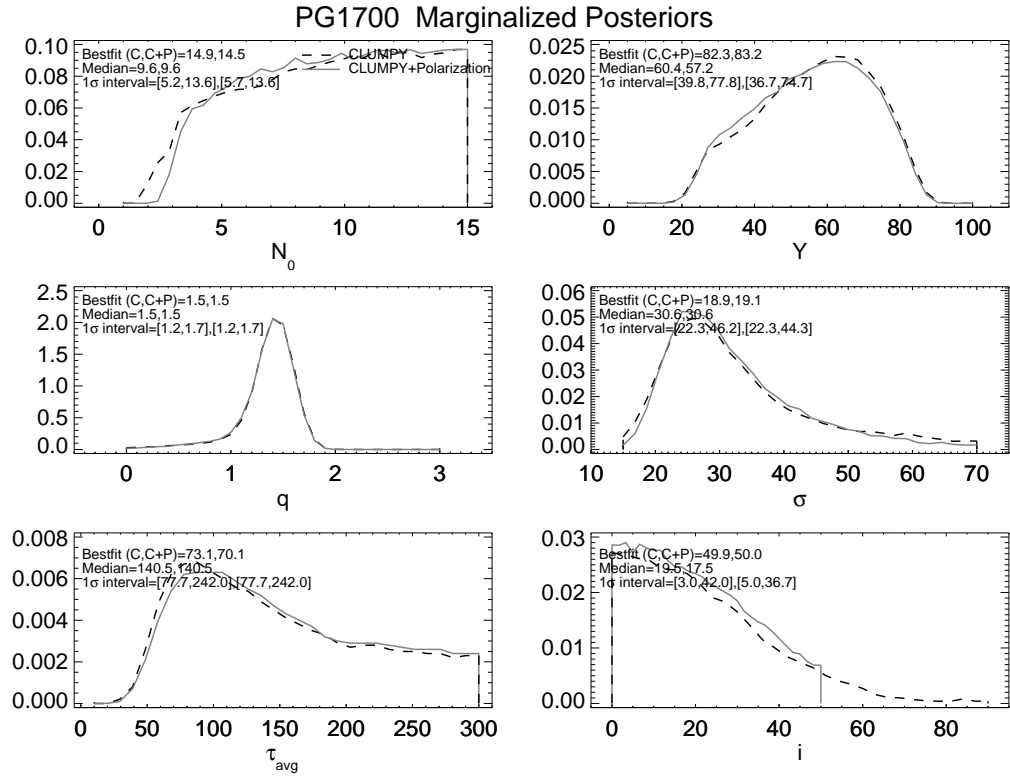 PG1700 Marginalized Posteriors
Bestfit (C,C+P)=14.9,14.5
Median=9.6,9.6
1σ interval=[5.2,13.6],[5.7,13.6]
CLUMPY
CLUMPY+Polarization
0.10
0.08
0.06
0.04
0.02
0.00
0 5 10 15
N0
Bestfit (C,C+P)=82.3,83.2
Median=60.4,57.2
1σ interval=[39.8,77.8],[36.7,74.7]
0.025
0.020
0.015
0.010
0.005
0.000
0 20 40 60 80 100
Y
Bestfit (C,C+P)=1.5,1.5
Median=1.5,1.5
1σ interval=[1.2,1.7],[1.2,1.7]
2.5
2.0
1.5
1.0
0.5
0.0
0 1 2 3
q
Bestfit (C,C+P)=18.9,19.1
Median=30.6,30.6
1σ interval=[22.3,46.2],[22.3,44.3]
0.06
0.05
0.04
0.03
0.02
0.01
0.00
10 20 30 40 50 60 70
σ
Bestfit (C,C+P)=73.1,70.1
Median=140.5,140.5
1σ interval=[77.7,242.0],[77.7,242.0]
0.008
0.006
0.004
0.002
0.000
0 50 100 150 200 250 300
τavg
Bestfit (C,C+P)=49.9,50.0
Median=19.5,17.5
1σ interval=[3.0,42.0],[5.0,36.7]
0.03
0.02
0.01
0.00
0 20 40 60 80
i